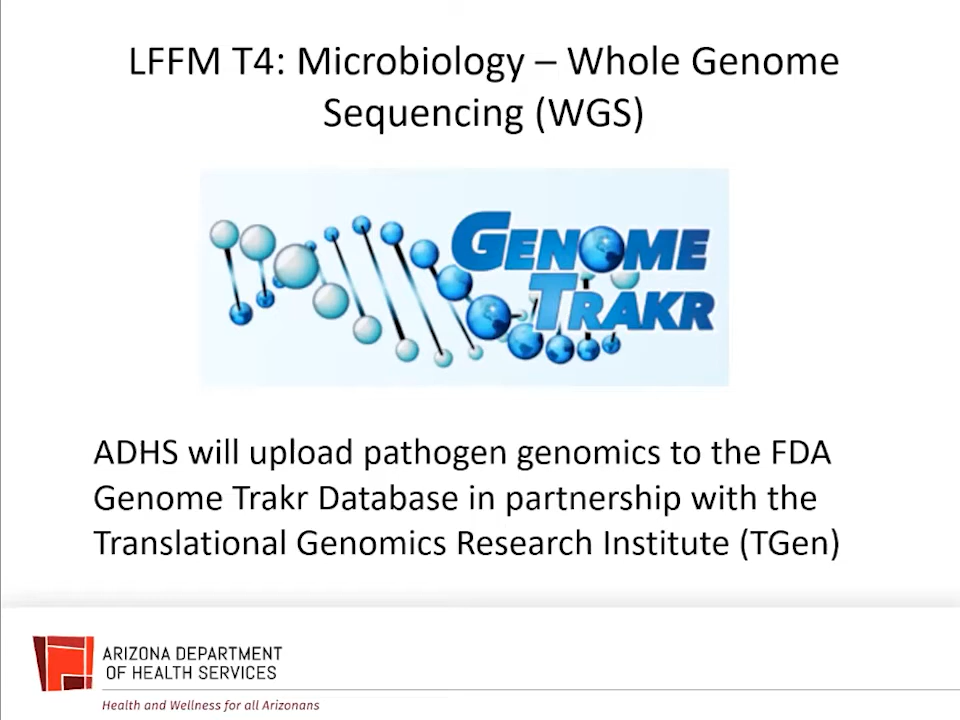 LFFM T4: Microbiology – Whole Genome
Sequencing (WGS)
GENOME
TRAKR
ADHS will upload pathogen genomics to the FDA
Genome Trakr Database in partnership with the
Translational Genomics Research Institute (TGen)
ARIZONA DEPARTMENT
OF HEALTH SERVICES
Health and Wellness for all Arizonans